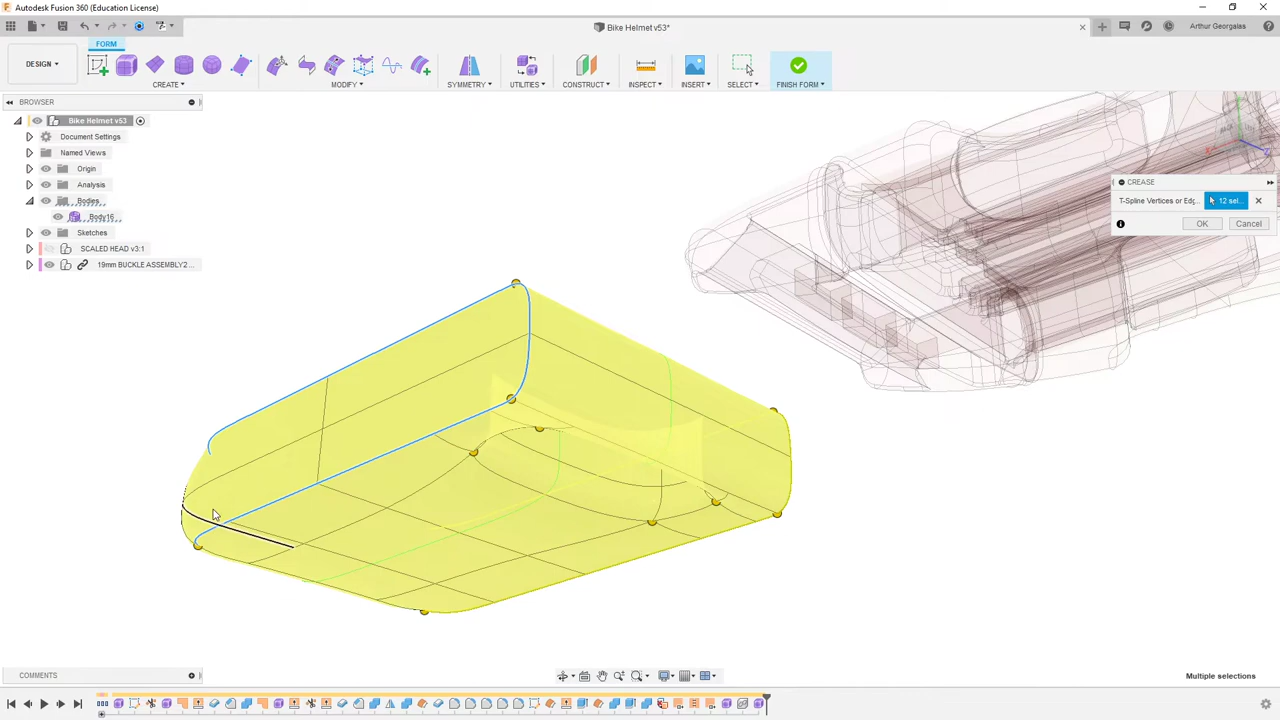 Autodesk Fusion 360 (Education License)
Bike Helmet v53*
Arthur Georgalas
DESIGN
FORM
CREATE
MODIFY
SYMMETRY
UTILITIES
CONSTRUCT
INSPECT
INSERT
SELECT
FINISH FORM
BROWSER
Bike Helmet v53
Document Settings
Named Views
Origin
Analysis
Bodies
Body16
Sketches
SCALED HEAD v3:1
19mm BUCKLE ASSEMBLY2...
CREASE
T-Spline Vertices or Edg... 12 sel...
OK Cancel
COMMENTS
Multiple selections